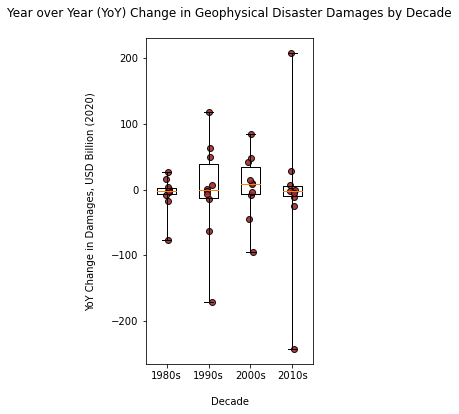 Year over Year (YoY) Change in Geophysical Disaster Damages by Decade
YoY Change in Damages, USD Billion (2020)
200
100
0
−100
−200
1980s 1990s 2000s 2010s
Decade